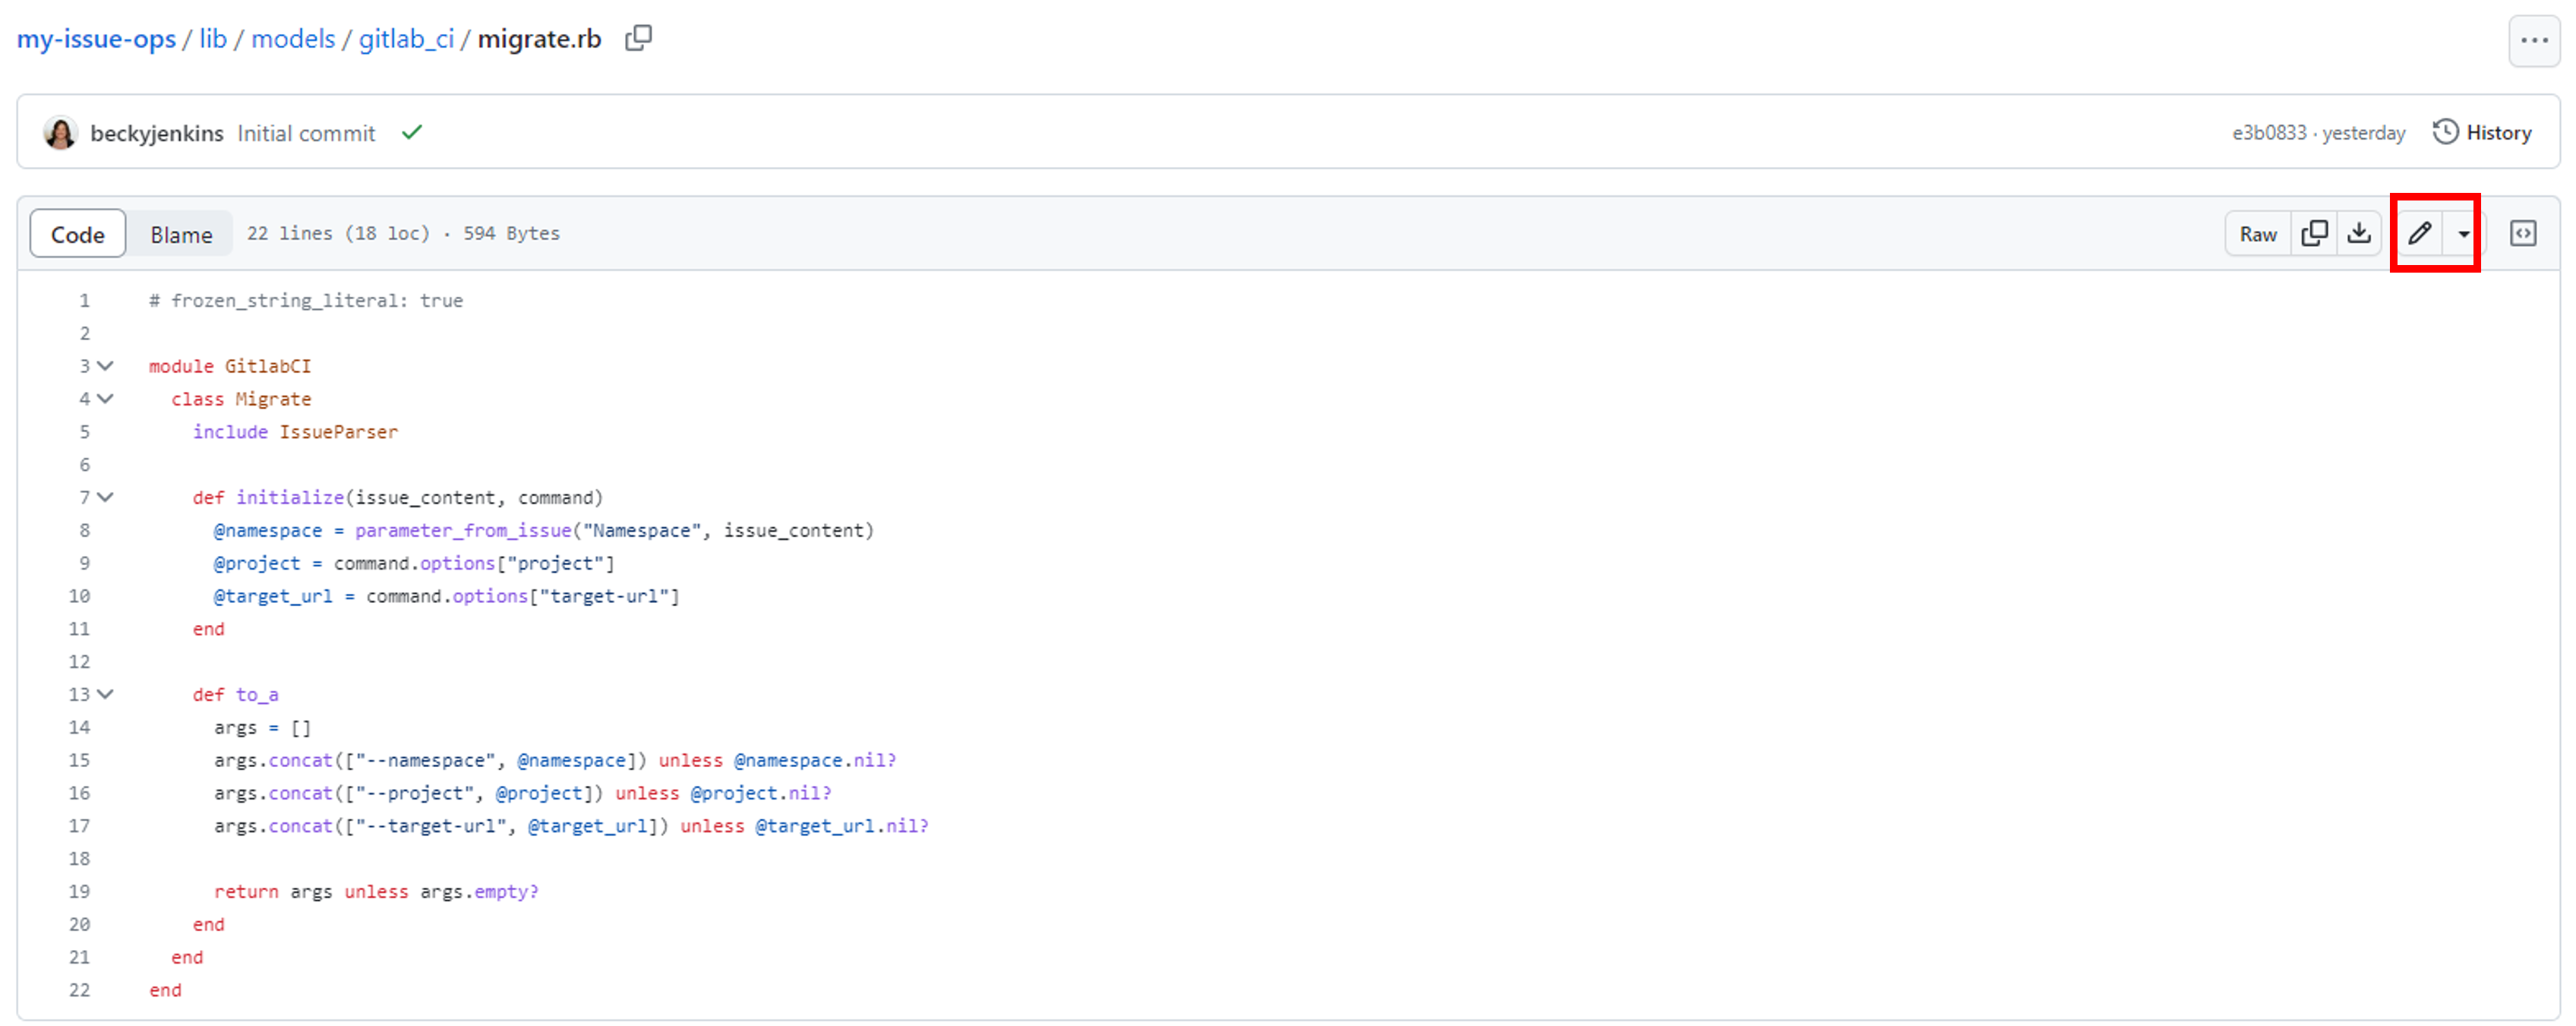 my-issue-ops / lib / models / gitlab_ci / migrate.rb
beckyjenkins Initial commit e3b0833 · yesterday History
Code Blame 22 lines (18 loc) · 594 Bytes Raw
1 # frozen_string_literal: true
2
3 module GitlabCI
4   class Migrate
5     include IssueParser
6
7     def initialize(issue_content, command)
8       @namespace = parameter_from_issue("Namespace", issue_content)
9       @project = command.options["project"]
10       @target_url = command.options["target-url"]
11     end
12
13     def to_a
14       args = []
15       args.concat(["--namespace", @namespace]) unless @namespace.nil?
16       args.concat(["--project", @project]) unless @project.nil?
17       args.concat(["--target-url", @target_url]) unless @target_url.nil?
18
19       return args unless args.empty?
20     end
21   end
22 end